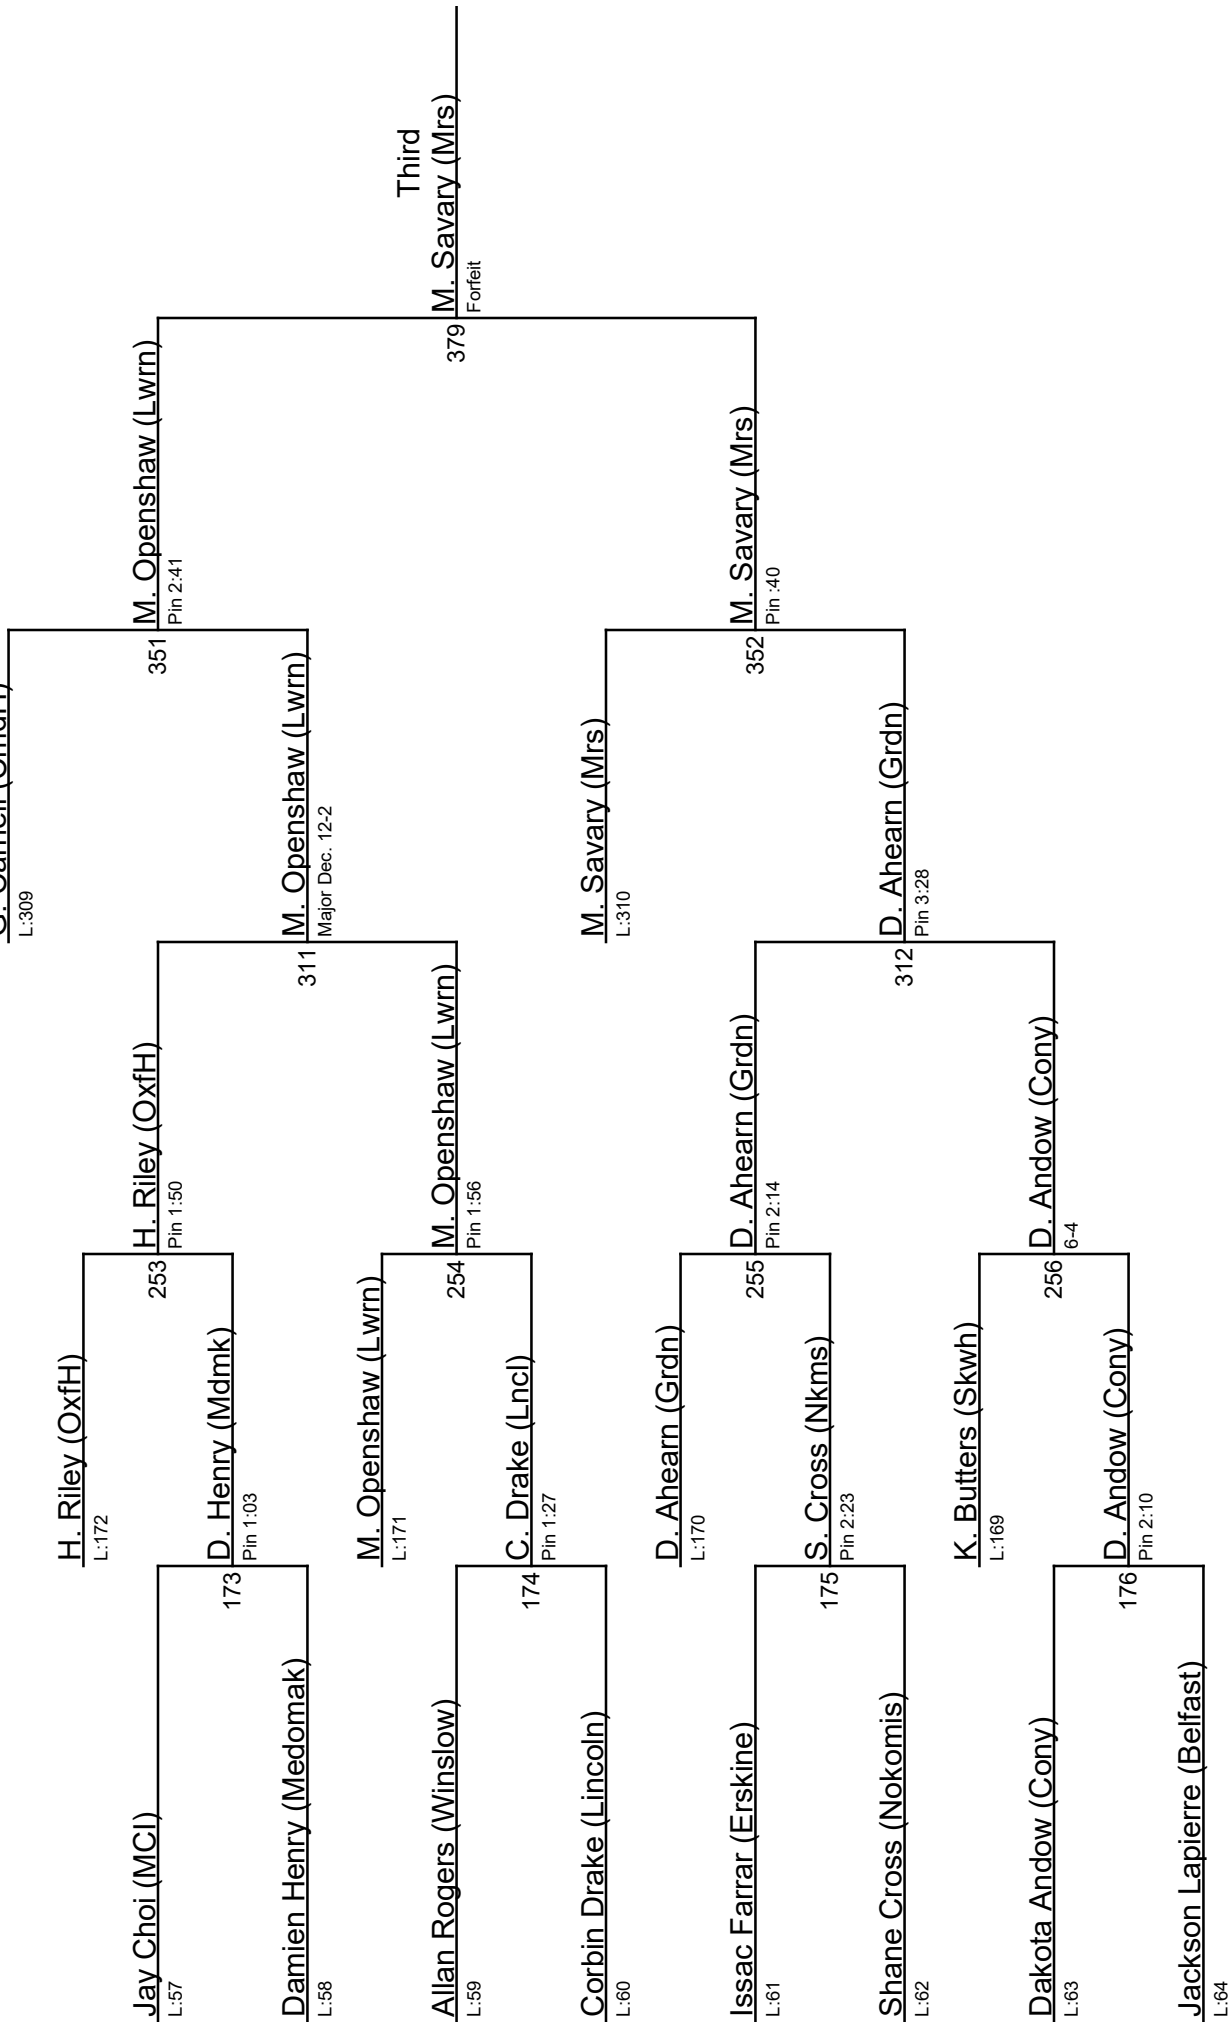 Jay Choi (MCI)
L:57
Damien Henry (Medomak)
L:58
Allan Rogers (Winslow)
L:59
Corbin Drake (Lincoln)
L:60
Issac Farrar (Erskine)
L:61
Shane Cross (Nokomis)
L:62
Dakota Andow (Cony)
L:63
Jackson Lapierre (Belfast)
L:64
H. Riley (OxfH)
L:172
173
D. Henry (Mdmk)
Pin 1:03
M. Openshaw (Lwrn)
L:171
174
C. Drake (Lncl)
Pin 1:27
D. Ahearn (Grdn)
L:170
175
S. Cross (Nkms)
Pin 2:23
K. Butters (Skwh)
L:169
176
D. Andow (Cony)
Pin 2:10
253
H. Riley (OxfH)
Pin 1:50
254
M. Openshaw (Lwrn)
Pin 1:56
255
D. Ahearn (Grdn)
Pin 2:14
256
D. Andow (Cony)
6-4
L:309
311
M. Openshaw (Lwrn)
Major Dec. 12-2
M. Savary (Mrs)
L:310
312
D. Ahearn (Grdn)
Pin 3:28
351
M. Openshaw (Lwrn)
Pin 2:41
352
M. Savary (Mrs)
Pin :40
Third
379
M. Savary (Mrs)
Forfeit